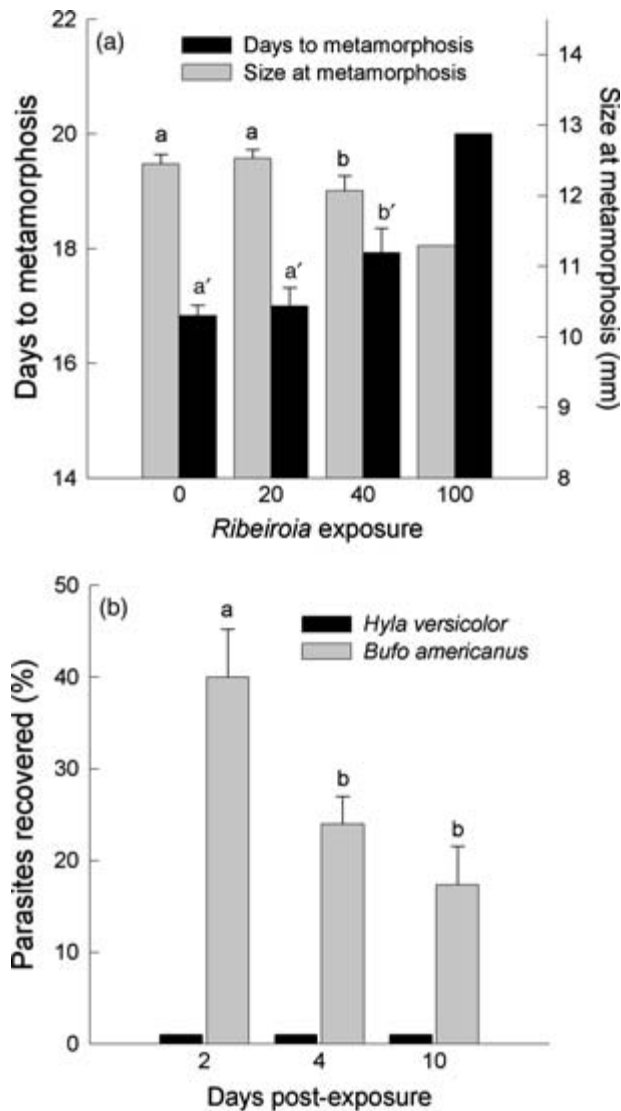 (a)
Days to metamorphosis
Size at metamorphosis
22
20
18
16
14
Days to metamorphosis
14
13
12
11
10
9
8
Size at metamorphosis (mm)
a
a
b
a′
a′
b′
0 20 40 100
Ribeiroia exposure
(b)
Hyla versicolor
Bufo americanus
50
40
30
20
10
0
Parasites recovered (%)
a
b
b
2 4 10
Days post-exposure